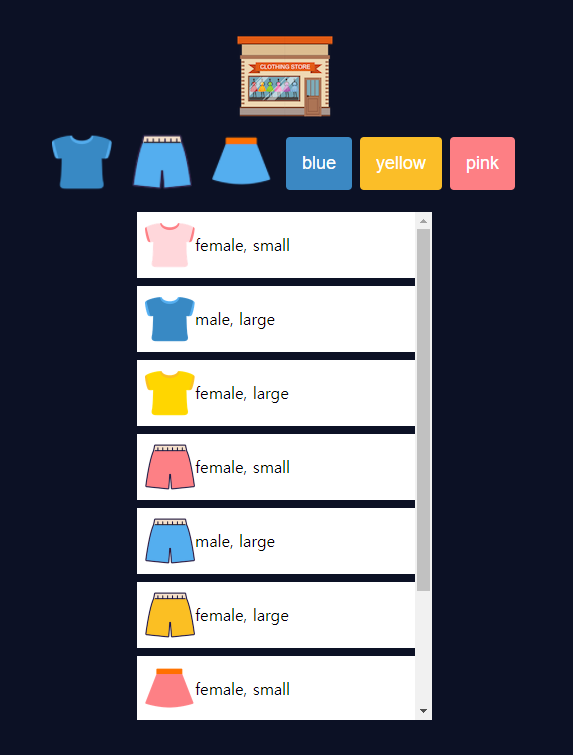 CLOTHING STORE
blue
yellow
pink
female, small
male, large
female, large
female, small
male, large
female, large
female, small